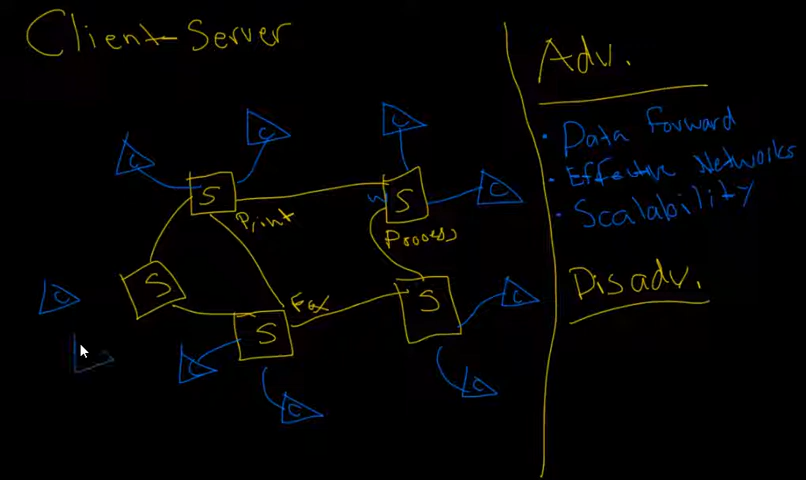 Client-Server
Adv.
• Data Forward
• Effective Networks
• Scalability
Disadv.
C
C
C
C
S
Print
S
Process
C
S
Fax
S
S
C
C
C
C